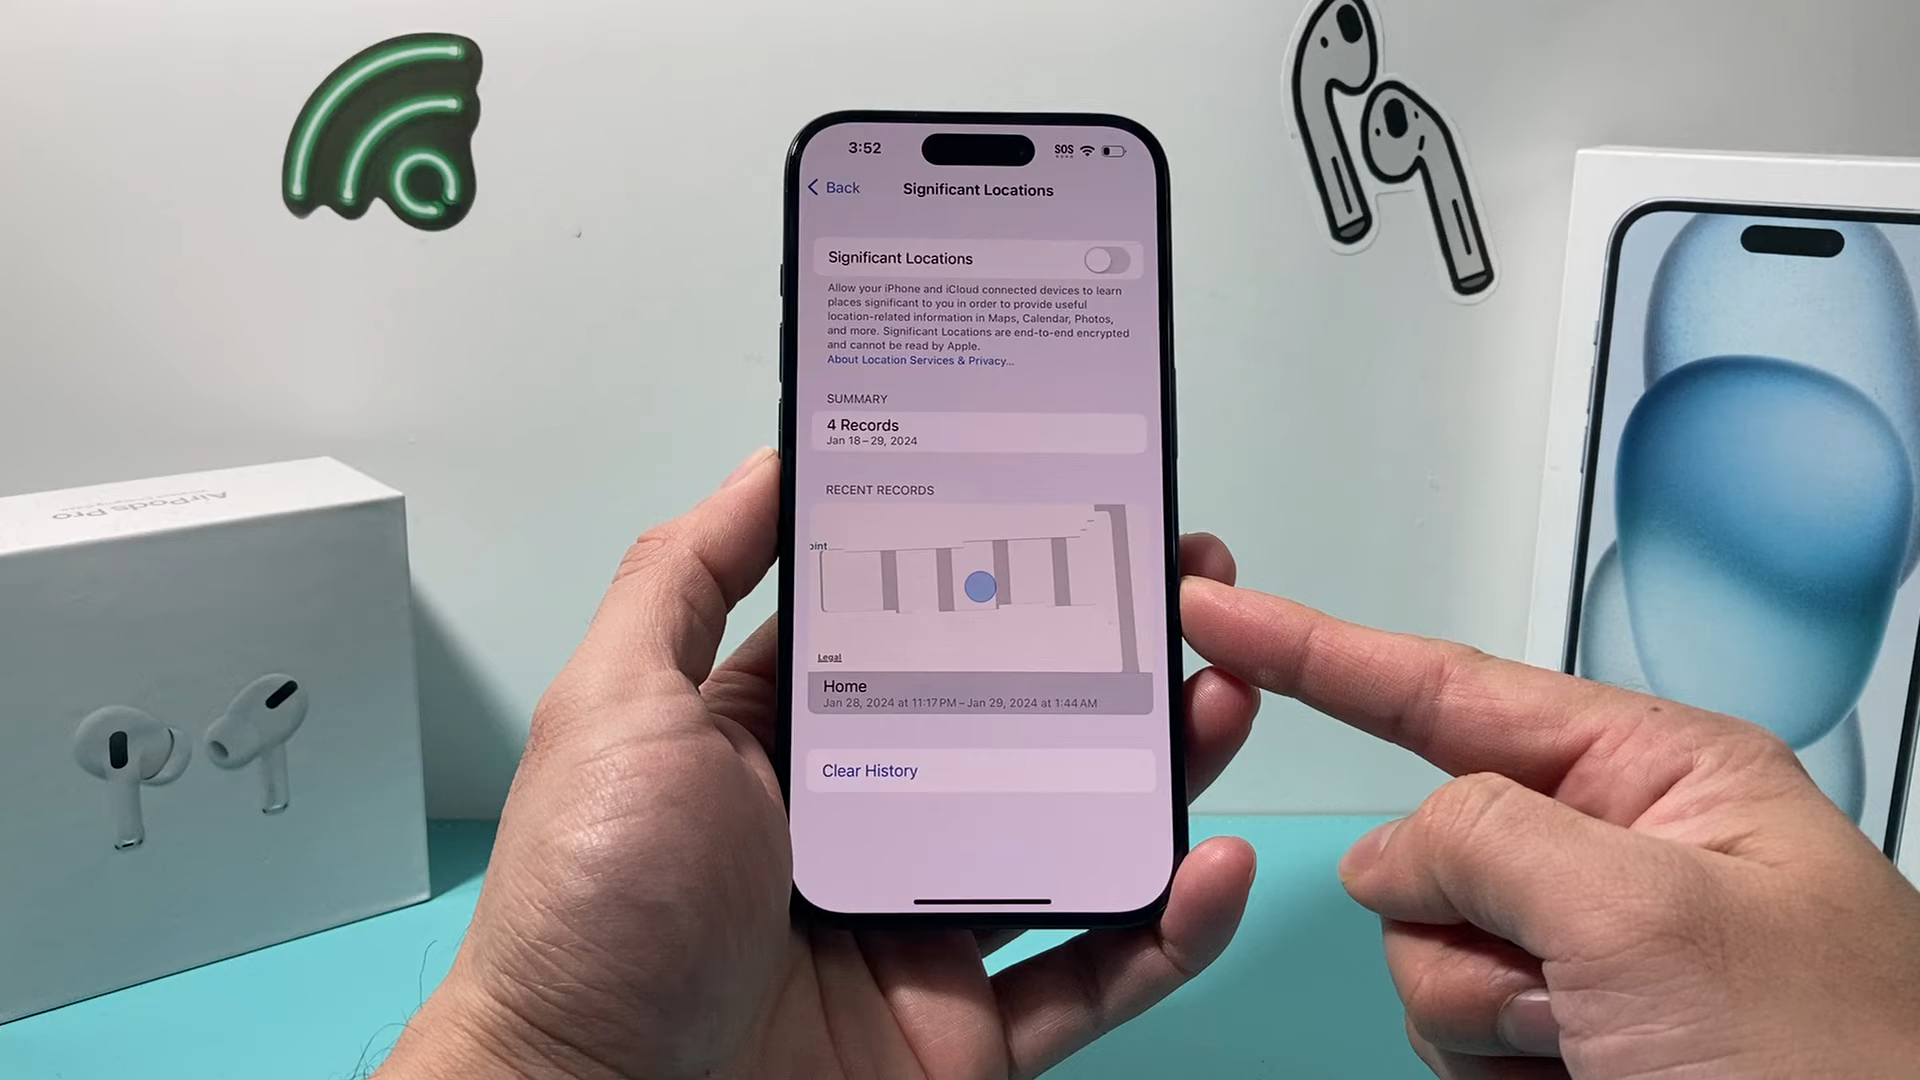 3:52
SOS
Back
Significant Locations
Significant Locations
Allow your iPhone and iCloud connected devices to learn
places significant to you in order to provide useful
location-related information in Maps, Calendar, Photos,
and more. Significant Locations are end-to-end encrypted
and cannot be read by Apple.
About Location Services & Privacy...
SUMMARY
4 Records
Jan 18–29, 2024
RECENT RECORDS
oint
Legal
Home
Jan 28, 2024 at 11:17 PM – Jan 29, 2024 at 1:44 AM
Clear History
AirPods Pro